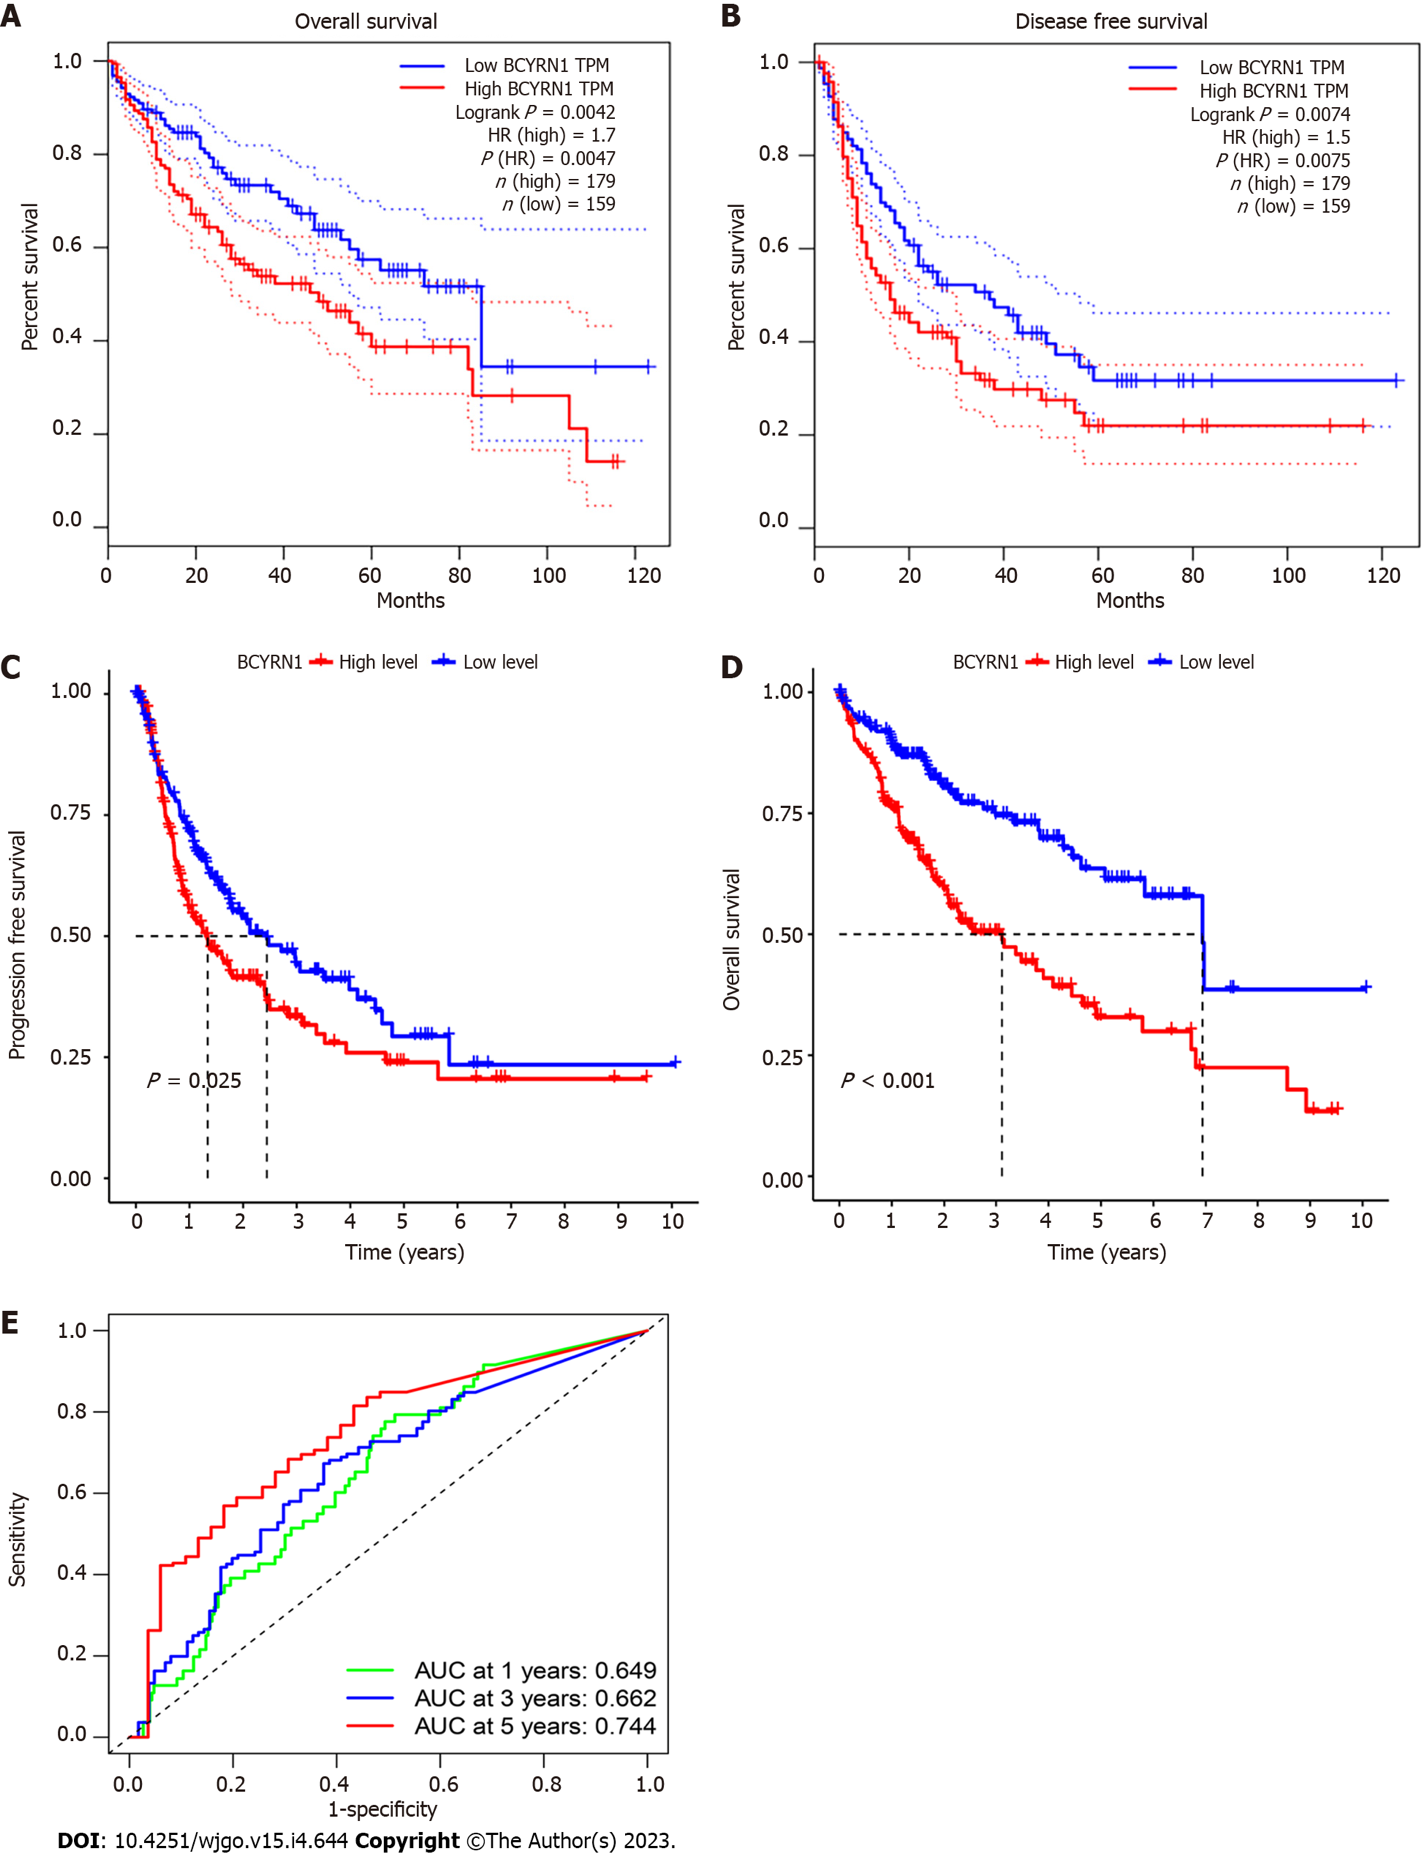 A
Overall survival
Low BCYRN1 TPM
High BCYRN1 TPM
Logrank P = 0.0042
HR (high) = 1.7
P (HR) = 0.0047
n (high) = 179
n (low) = 159
Percent survival
1.0
0.8
0.6
0.4
0.2
0.0
0 20 40 60 80 100 120
Months
B
Disease free survival
Low BCYRN1 TPM
High BCYRN1 TPM
Logrank P = 0.0074
HR (high) = 1.5
P (HR) = 0.0075
n (high) = 179
n (low) = 159
Percent survival
1.0
0.8
0.6
0.4
0.2
0.0
0 20 40 60 80 100 120
Months
C
BCYRN1 High level Low level
Progression free survival
1.00
0.75
0.50
0.25
0.00
P = 0.025
0 1 2 3 4 5 6 7 8 9 10
Time (years)
D
BCYRN1 High level Low level
Overall survival
1.00
0.75
0.50
0.25
0.00
P < 0.001
0 1 2 3 4 5 6 7 8 9 10
Time (years)
E
Sensitivity
1.0
0.8
0.6
0.4
0.2
0.0
AUC at 1 years: 0.649
AUC at 3 years: 0.662
AUC at 5 years: 0.744
0.0 0.2 0.4 0.6 0.8 1.0
1-specificity
DOI: 10.4251/wjgo.v15.i4.644 Copyright ©The Author(s) 2023.